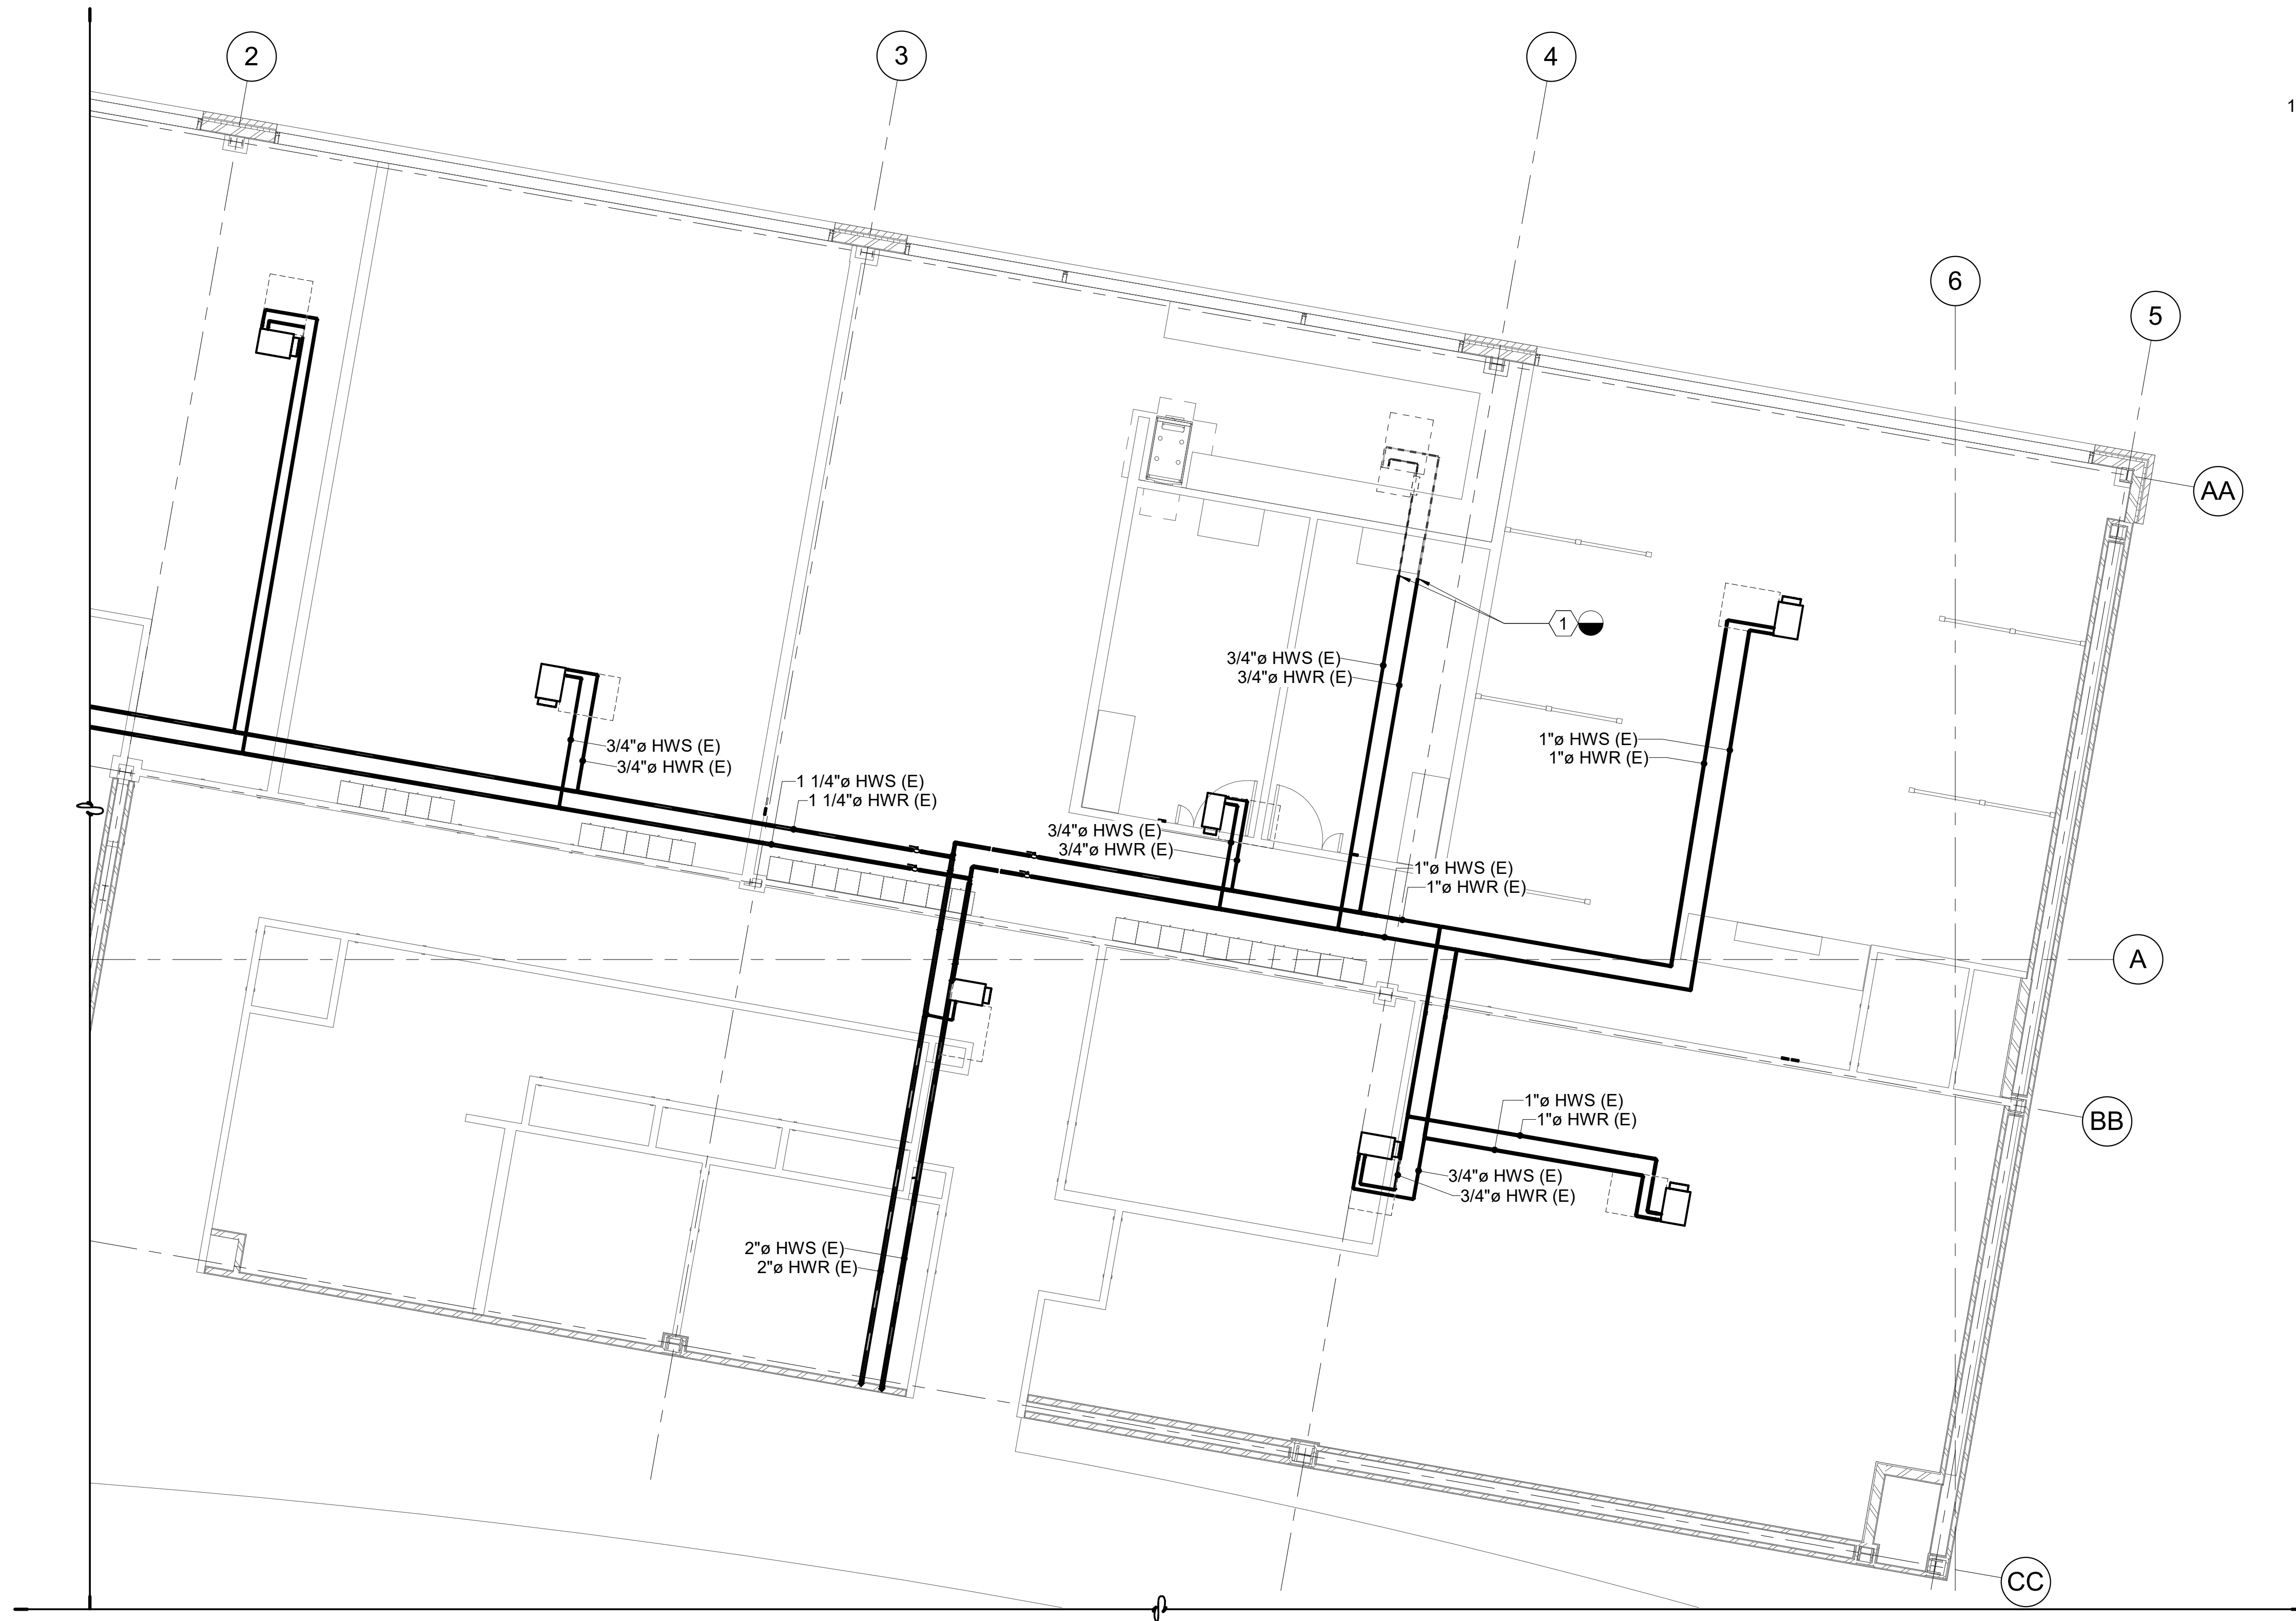 2
3
4
1
6
5
AA
1
3/4"ø HWS (E)
3/4"ø HWR (E)
1"ø HWS (E)
1"ø HWR (E)
3/4"ø HWS (E)
3/4"ø HWR (E)
1 1/4"ø HWS (E)
1 1/4"ø HWR (E)
3/4"ø HWS (E)
3/4"ø HWR (E)
1"ø HWS (E)
1"ø HWR (E)
A
1"ø HWS (E)
1"ø HWR (E)
BB
3/4"ø HWS (E)
3/4"ø HWR (E)
2"ø HWS (E)
2"ø HWR (E)
CC